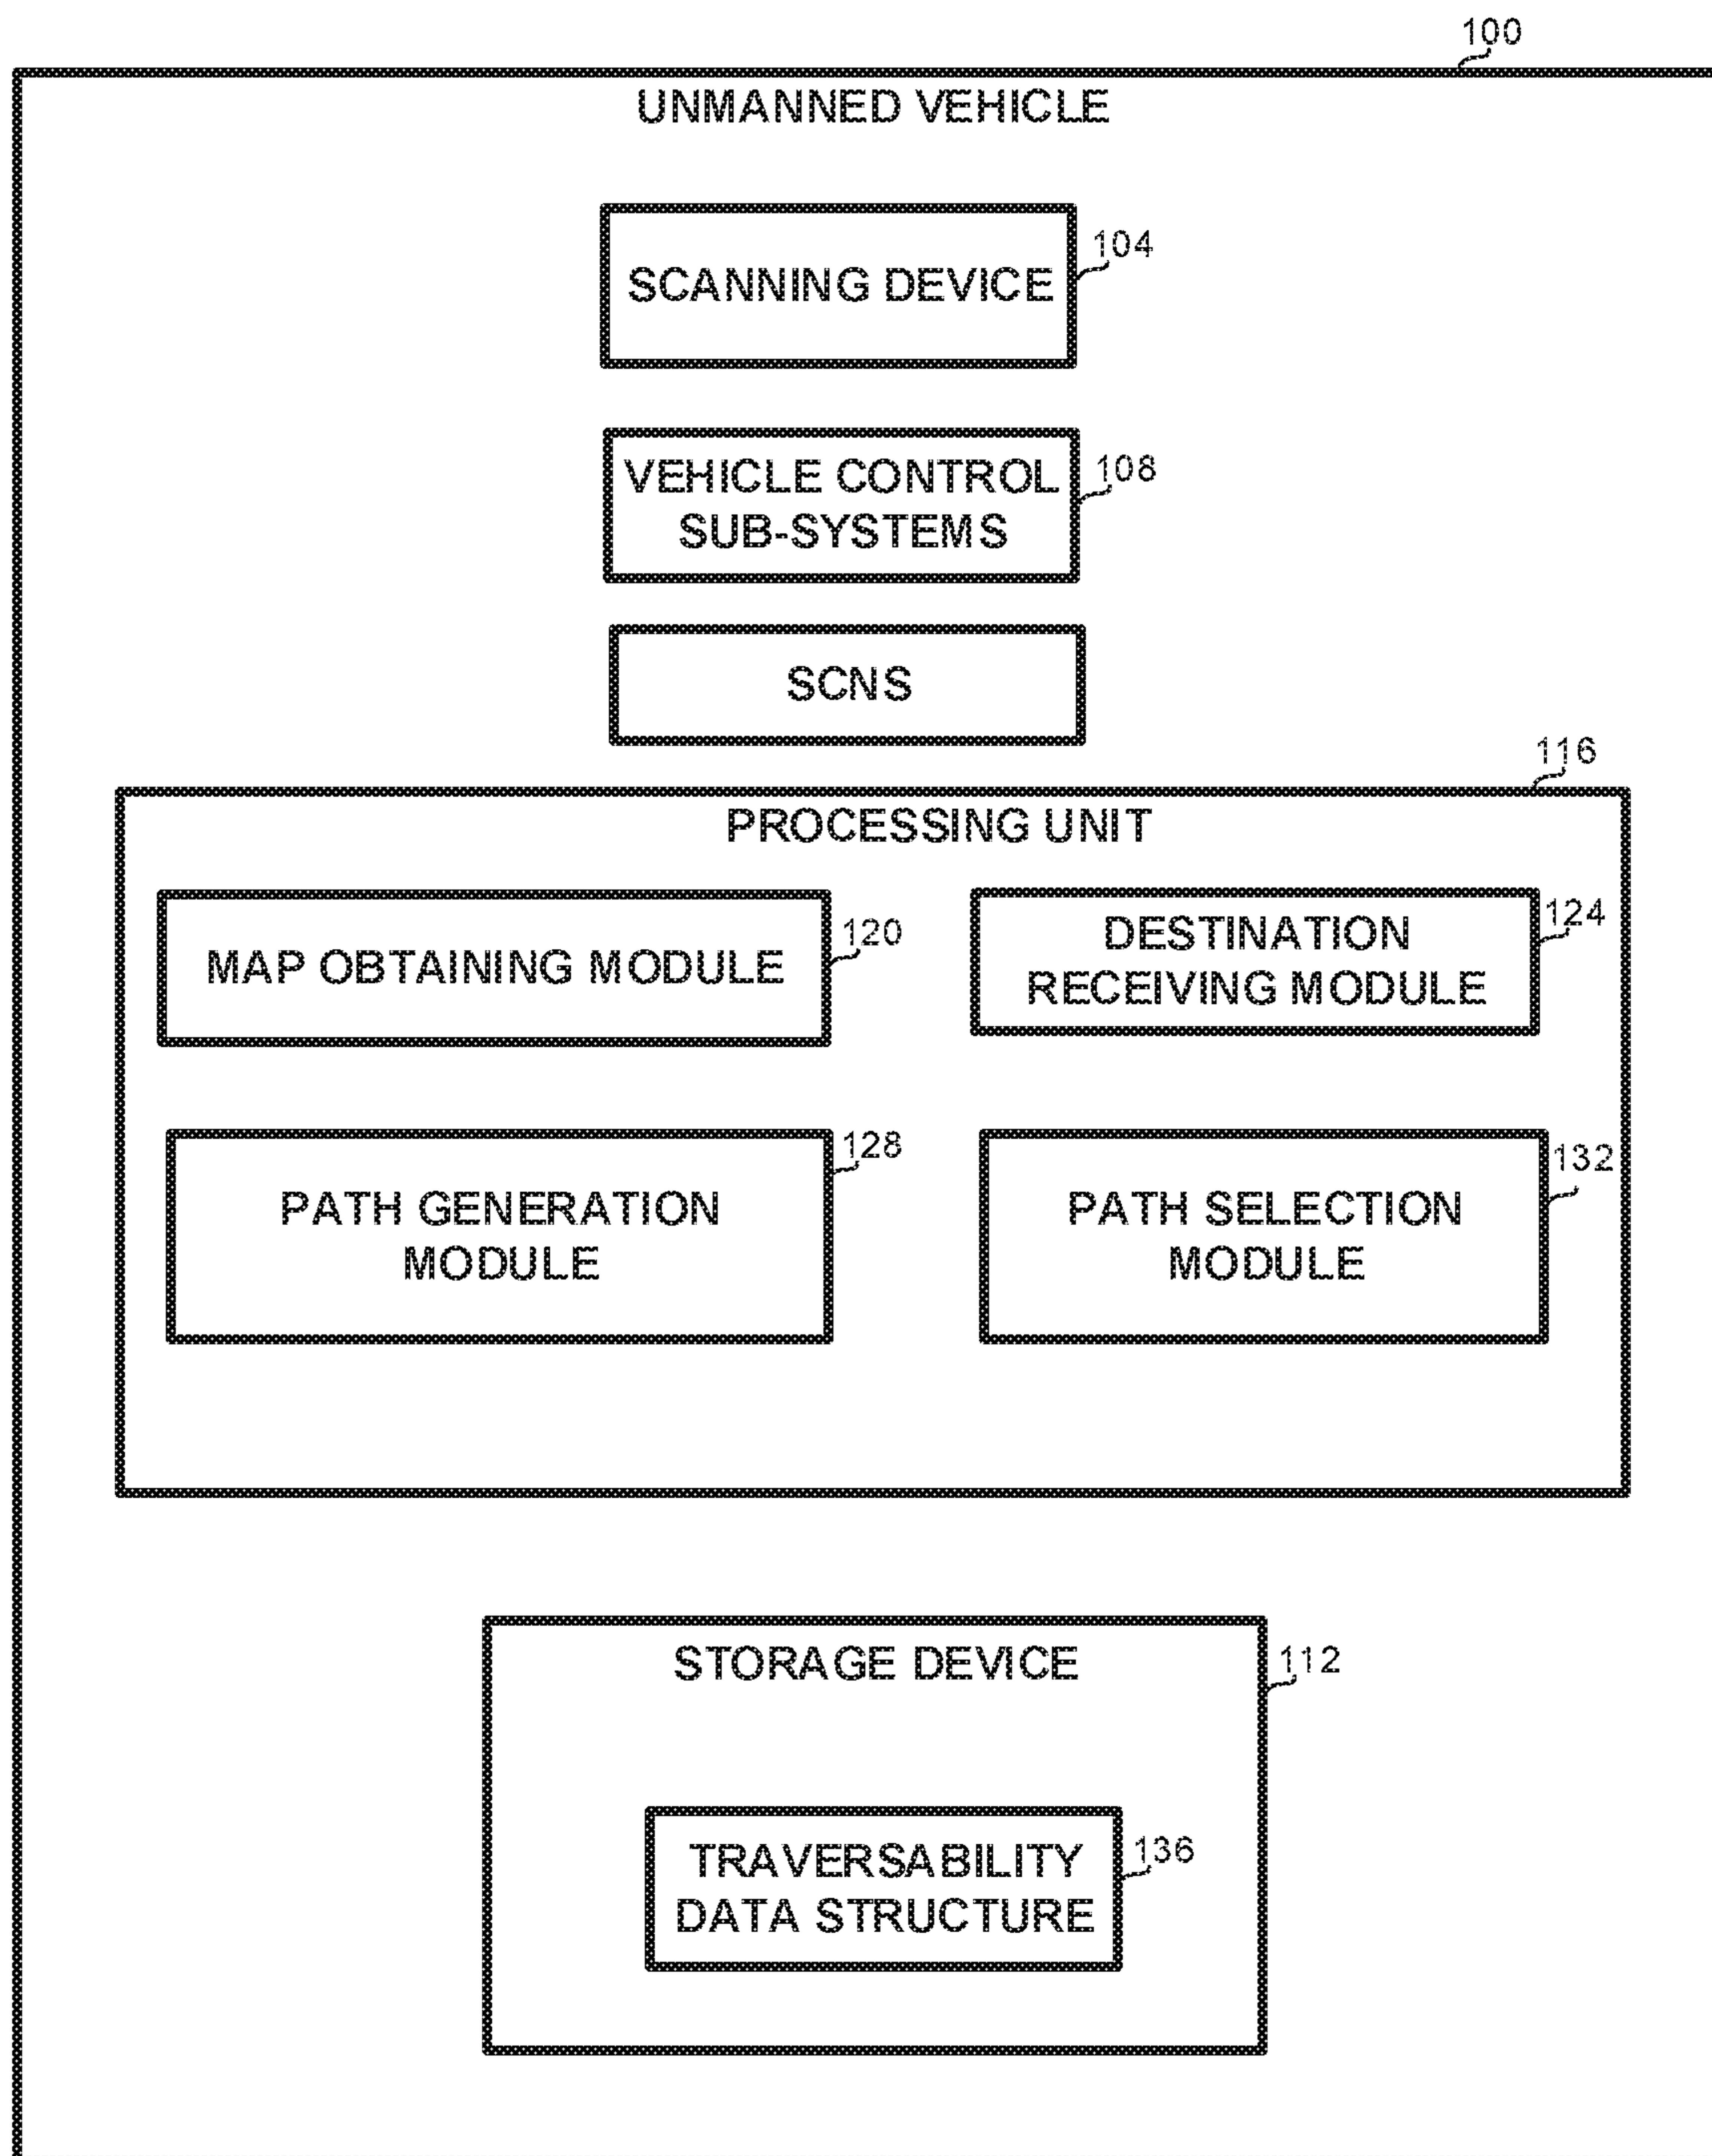 100
UNMANNED VEHICLE
SCANNING DEVICE
104
VEHICLE CONTROL
SUB-SYSTEMS
108
SCNS
116
PROCESSING UNIT
MAP OBTAINING MODULE
120
DESTINATION
RECEIVING MODULE
124
PATH GENERATION
MODULE
128
PATH SELECTION
MODULE
132
STORAGE DEVICE
112
TRAVERSABILITY
DATA STRUCTURE
136